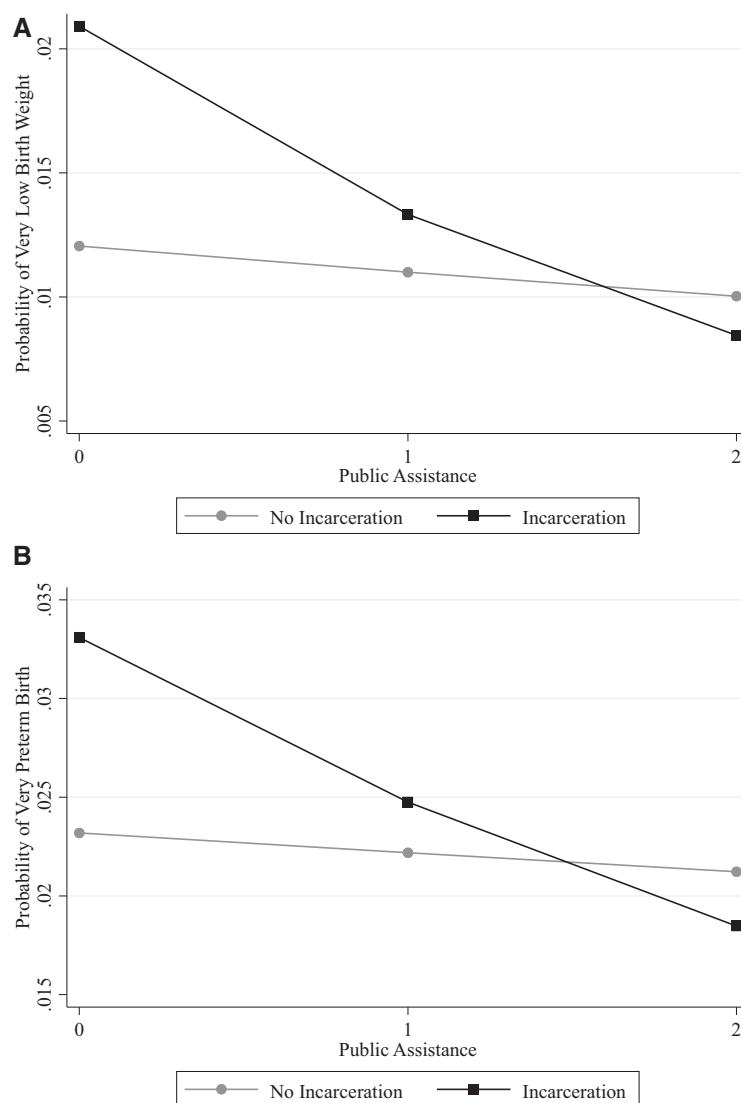 A
Probability of Very Low Birth Weight
.02
.015
.01
.005
0 1 2
Public Assistance
No Incarceration Incarceration
B
Probability of Very Preterm Birth
.035
.03
.025
.02
.015
0 1 2
Public Assistance
No Incarceration Incarceration